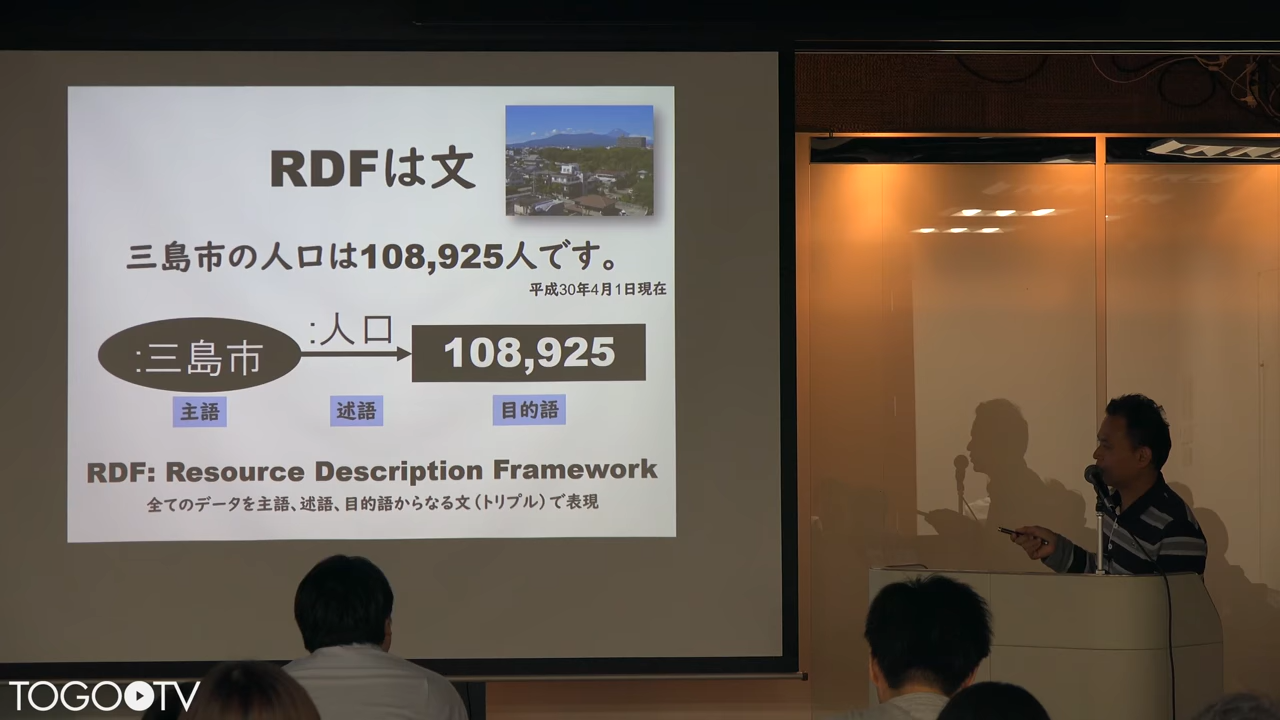 RDFは文
三島市の人口は108,925人です。
平成30年4月1日現在
:人口
:三島市
108,925
主語
述語
目的語
RDF: Resource Description Framework
全てのデータを主語、述語、目的語からなる文（トリプル）で表現
TOGOTV